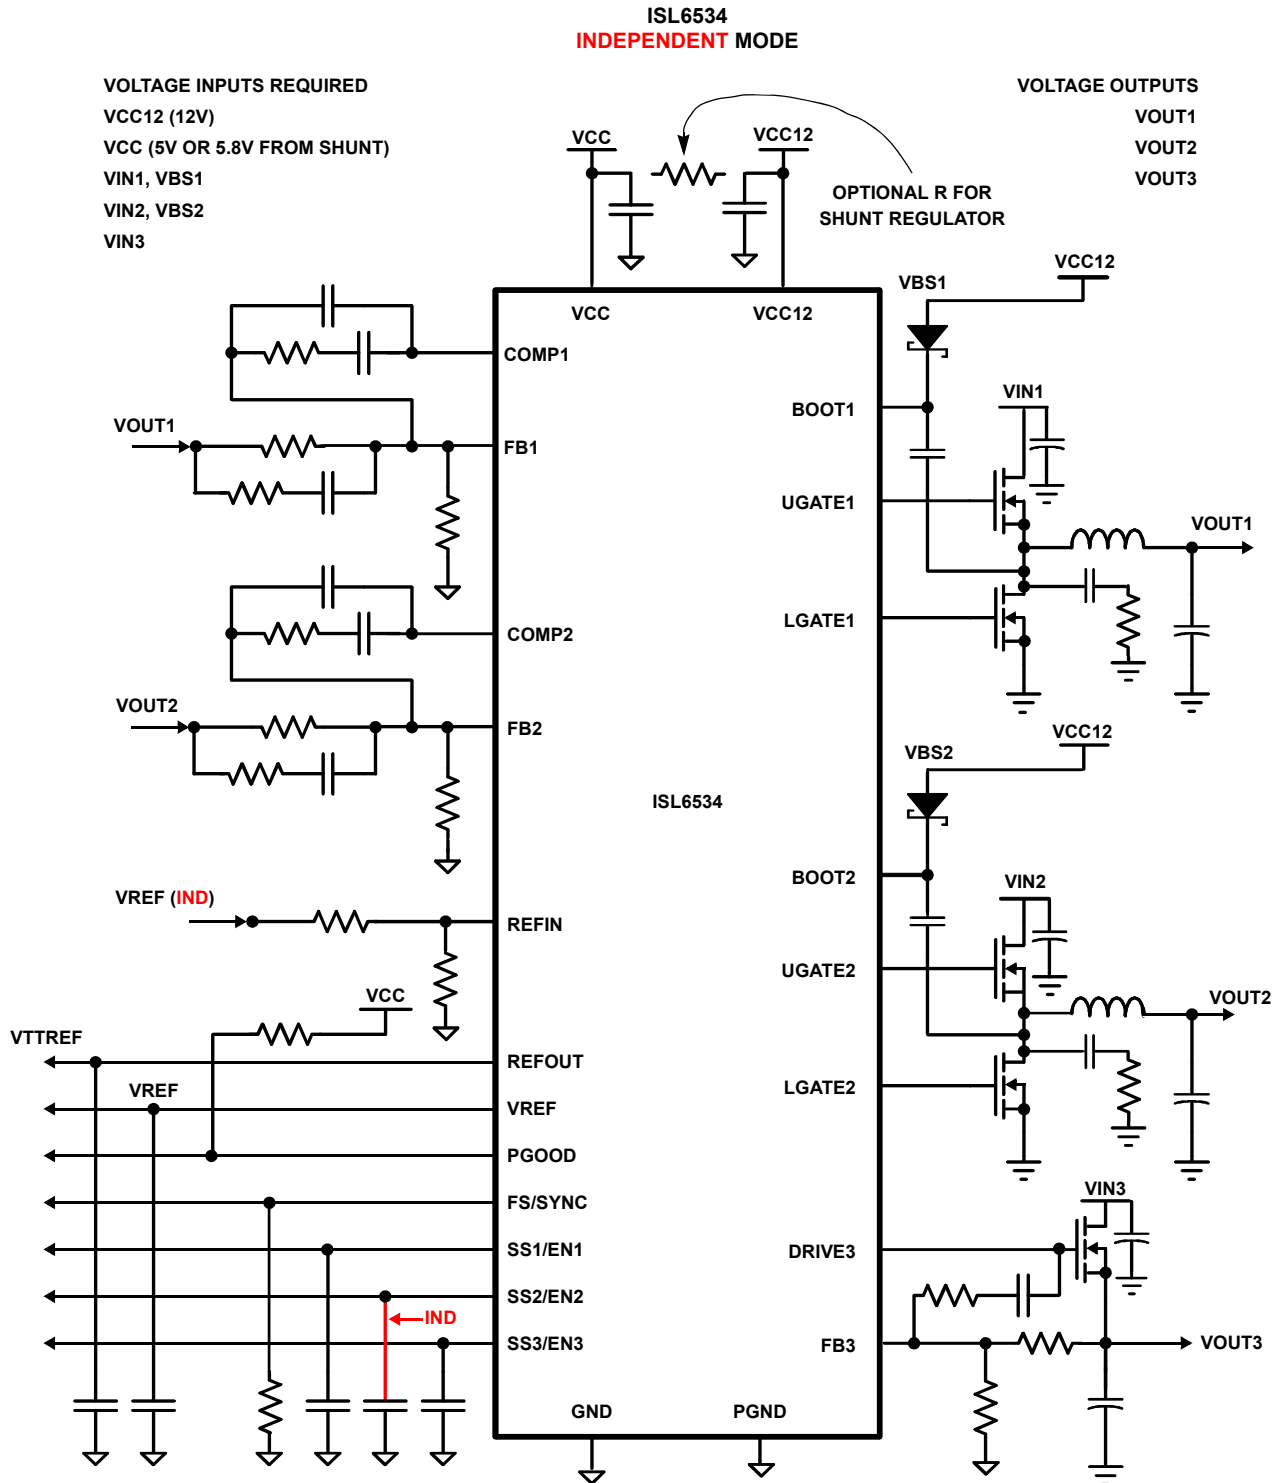 ISL6534
INDEPENDENT MODE
VOLTAGE INPUTS REQUIRED
VCC12 (12V)
VCC (5V OR 5.8V FROM SHUNT)
VIN1, VBS1
VIN2, VBS2
VIN3
VOLTAGE OUTPUTS
VOUT1
VOUT2
VOUT3
VCC
VCC12
OPTIONAL R FOR
SHUNT REGULATOR
VCC
VCC12
VBS1
VCC12
COMP1
BOOT1
VIN1
VOUT1
FB1
UGATE1
VOUT1
COMP2
LGATE1
VOUT2
FB2
VBS2
VCC12
ISL6534
BOOT2
VIN2
VREF (IND)
REFIN
UGATE2
VOUT2
VCC
VTTREF
REFOUT
LGATE2
VREF
VREF
PGOOD
FS/SYNC
VIN3
SS1/EN1
DRIVE3
SS2/EN2
IND
SS3/EN3
FB3
VOUT3
GND
PGND